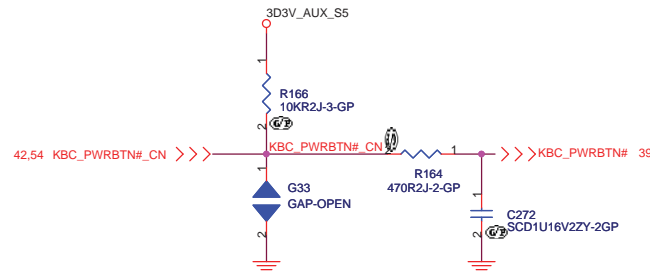 3D3V_AUX_S5
1
R166
10KR2J-3-GP
2
G/P
42,54 KBC_PWRBTN#_CN
KBC_PWRBTN#_CN
1
KBC_PWRBTN# 39
1
G33
GAP-OPEN
2
R164
470R2J-2-GP
1
C272
SCD1U16V2ZY-2GP
2
G/P